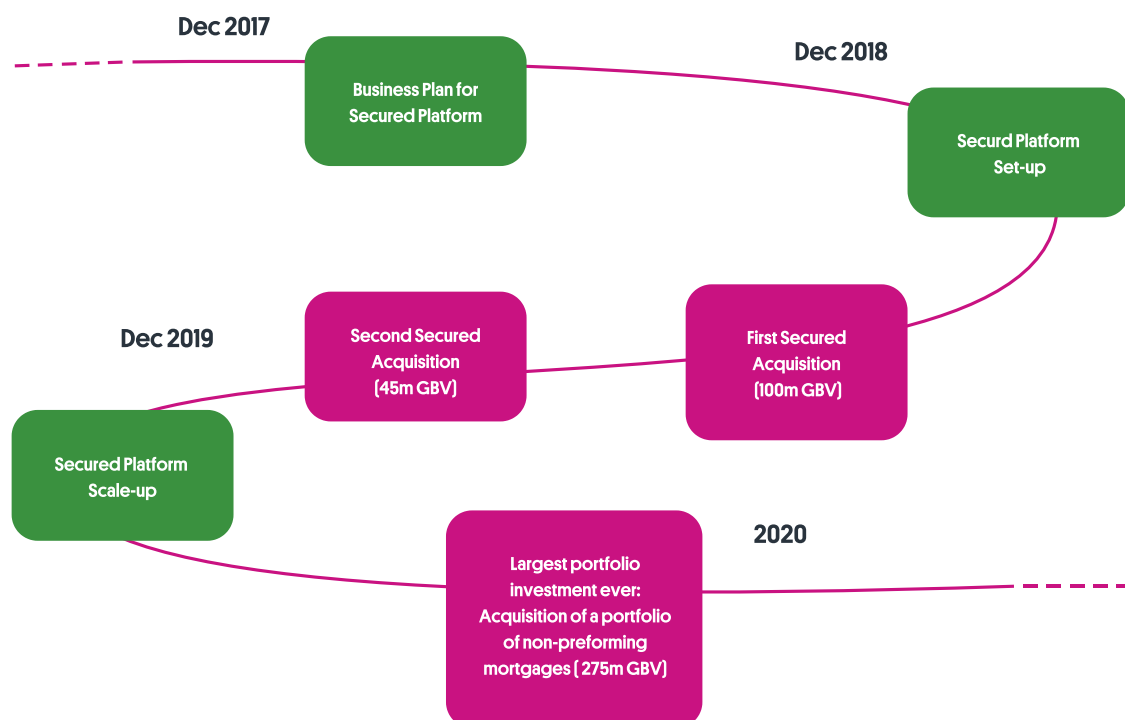 Dec 2017
Business Plan for
Secured Platform
Dec 2018
Securd Platform
Set-up
First Secured
Acquisition
(100m GBV)
Second Secured
Acquisition
(45m GBV)
Dec 2019
Secured Platform
Scale-up
Largest portfolio
investment ever:
Acquisition of a portfolio
of non-preforming
mortgages ( 275m GBV)
2020